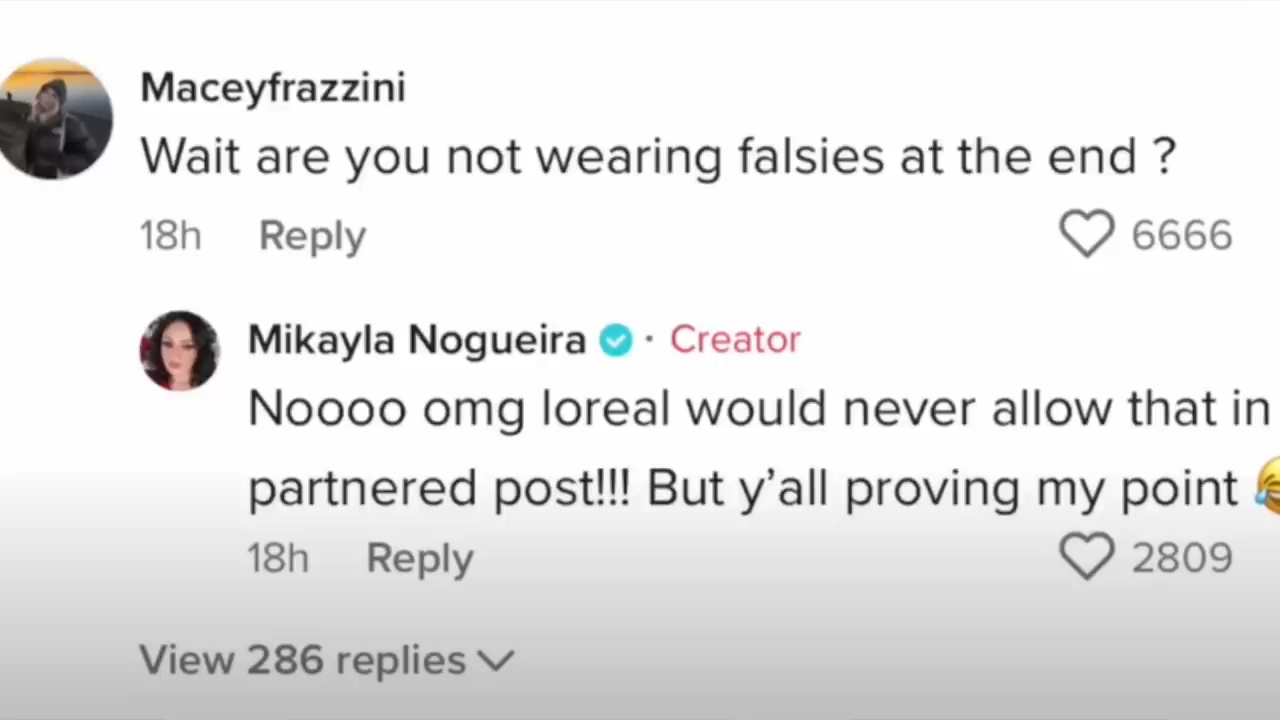 Maceyfrazzini
Wait are you not wearing falsies at the end ?
18h Reply 6666
Mikayla Nogueira · Creator
Noooo omg loreal would never allow that in
partnered post!!! But y’all proving my point 😂
18h Reply 2809
View 286 replies